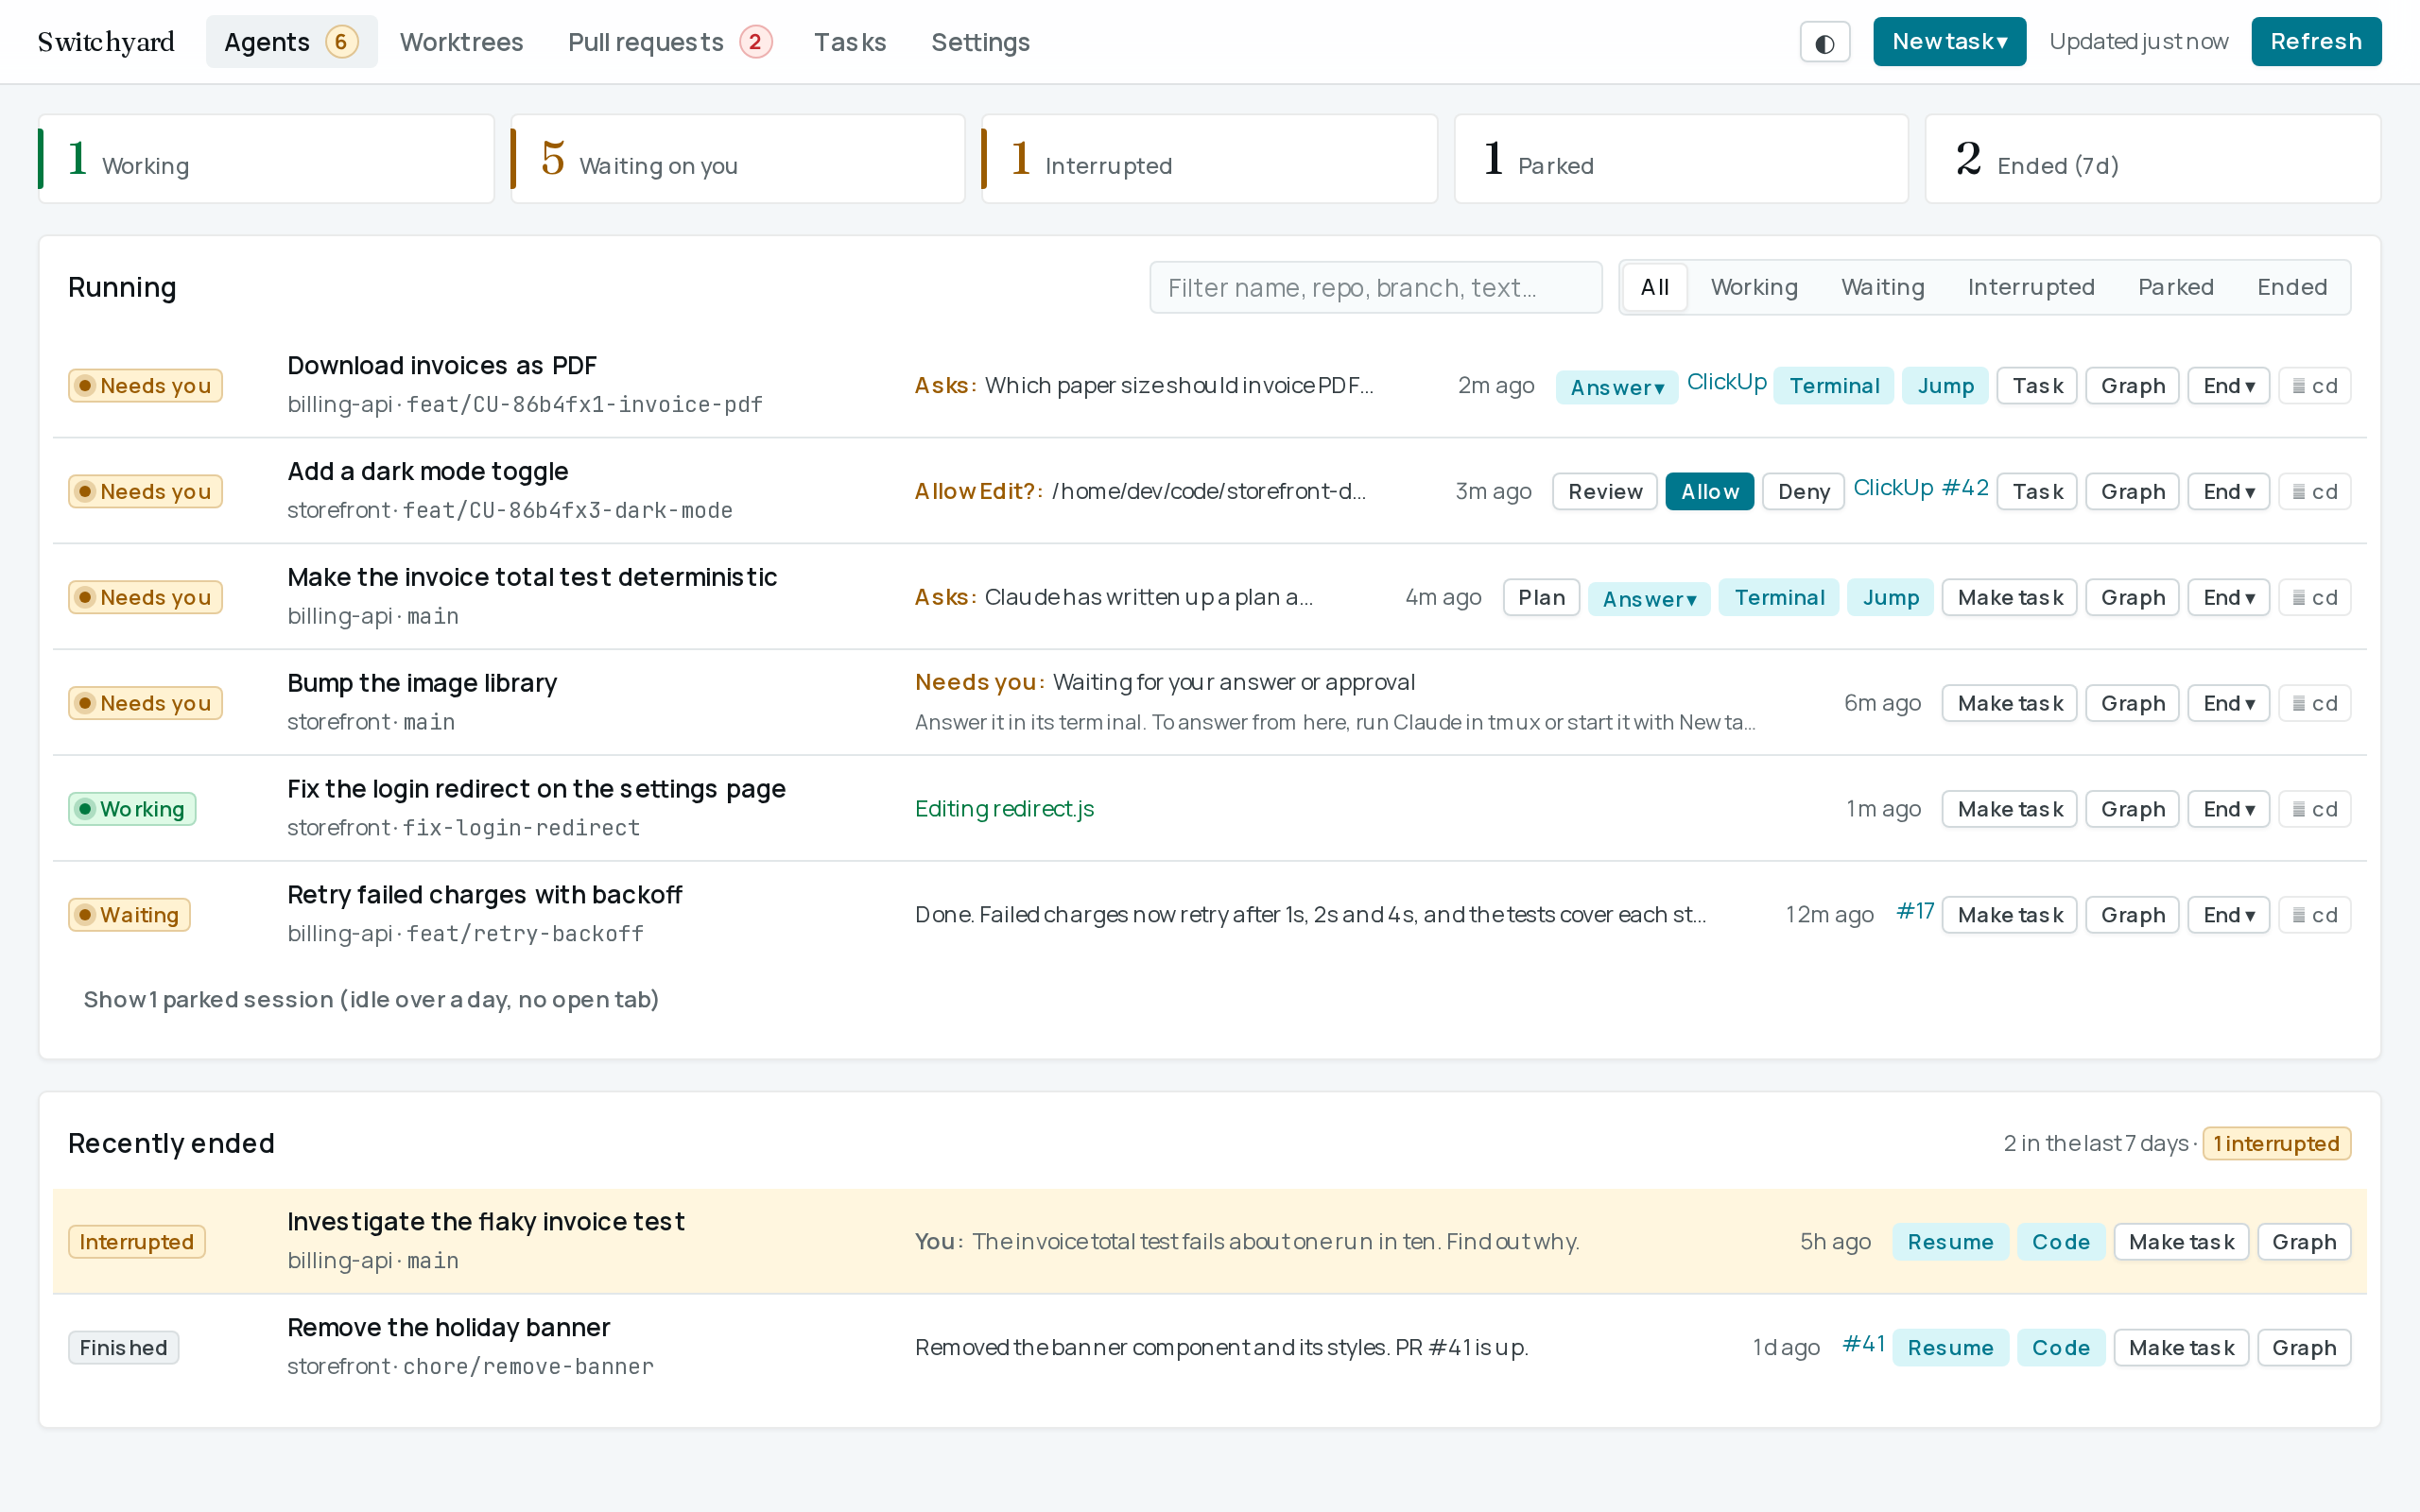 Switchyard Agents 6 Worktrees Pull requests 2 Tasks Settings New task ▾ Updated just now Refresh
1 Working 5 Waiting on you 1 Interrupted 1 Parked 2 Ended (7d)
Running Filter name, repo, branch, text... All Working Waiting Interrupted Parked Ended
Needs you Download invoices as PDF Asks: Which paper size should invoice PDF... 2m ago Answer ▾ ClickUp Terminal Jump Task Graph End ▾ cd
billing-api · feat/CU-86b4fx1-invoice-pdf
Needs you Add a dark mode toggle Allow Edit?: /home/dev/code/storefront-d... 3m ago Review Allow Deny ClickUp #42 Task Graph End ▾ cd
storefront · feat/CU-86b4fx3-dark-mode
Needs you Make the invoice total test deterministic Asks: Claude has written up a plan a... 4m ago Plan Answer ▾ Terminal Jump Make task Graph End ▾ cd
billing-api · main
Needs you Bump the image library Needs you: Waiting for your answer or approval 6m ago Make task Graph End ▾ cd
storefront · main Answer it in its terminal. To answer from here, run Claude in tmux or start it with New ta...
Working Fix the login redirect on the settings page Editing redirect.js 1m ago Make task Graph End ▾ cd
storefront · fix-login-redirect
Waiting Retry failed charges with backoff Done. Failed charges now retry after 1s, 2s and 4s, and the tests cover each st... 12m ago #17 Make task Graph End ▾ cd
billing-api · feat/retry-backoff
Show 1 parked session (idle over a day, no open tab)
Recently ended 2 in the last 7 days · 1 interrupted
Interrupted Investigate the flaky invoice test You: The invoice total test fails about one run in ten. Find out why. 5h ago Resume Code Make task Graph
billing-api · main
Finished Remove the holiday banner Removed the banner component and its styles. PR #41 is up. 1d ago #41 Resume Code Make task Graph
storefront · chore/remove-banner